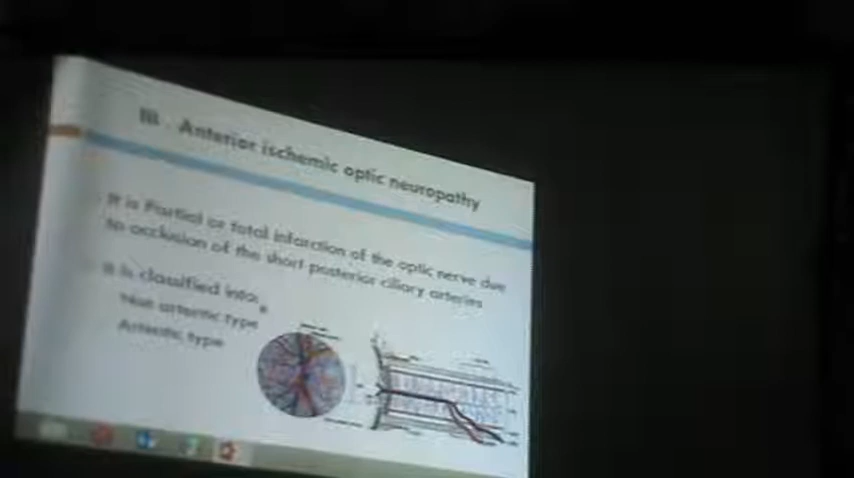 III - Anterior ischemic optic neuropathy
It is Partial or total infarction of the optic nerve due
to occlusion of the short posterior ciliary arteries
It is classified into:
Non arteritic type
Arteritic type